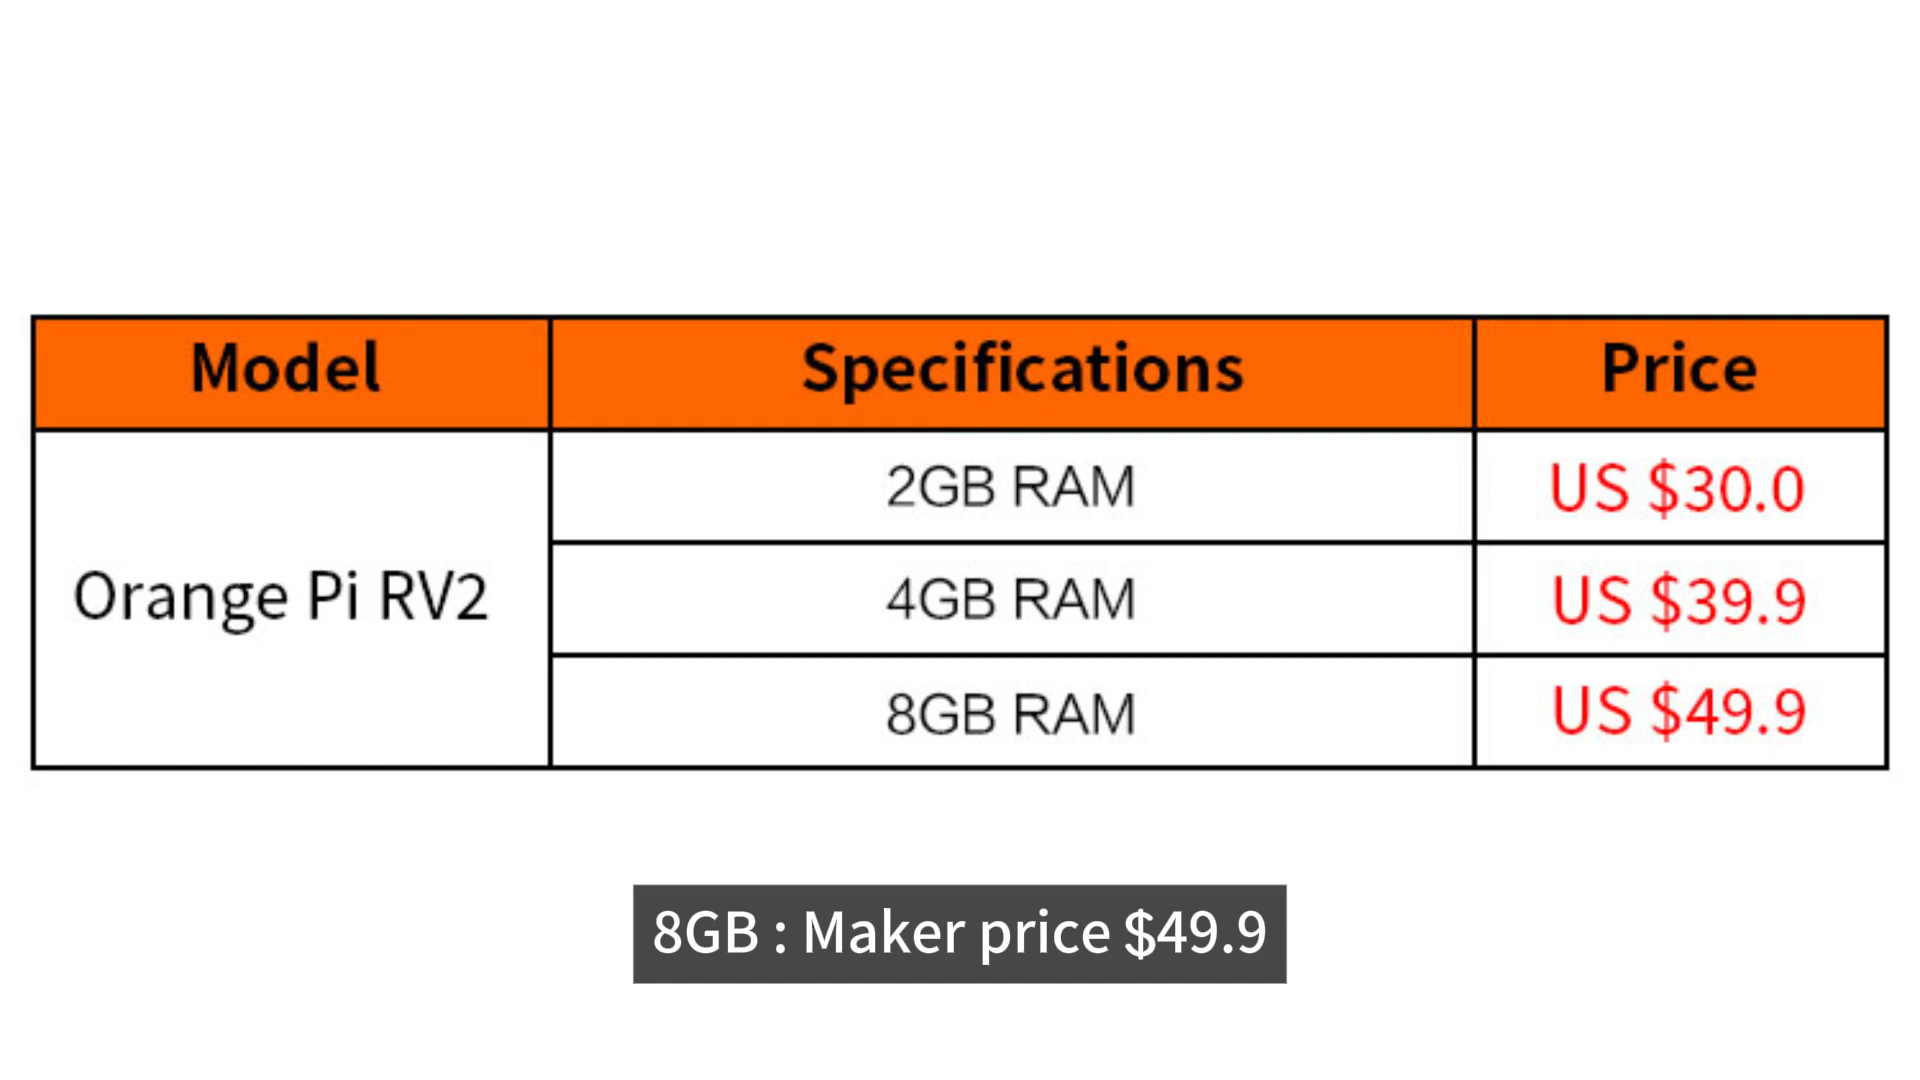 Model Specifications Price
Orange Pi RV2
2GB RAM US $30.0
4GB RAM US $39.9
8GB RAM US $49.9
8GB : Maker price $49.9